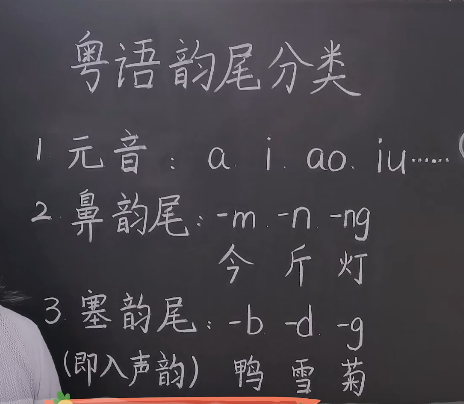 粤语韵尾分类
1 元音：a. i. ao. iu……
2. 鼻韵尾：-m. -n. -ng
今 斤 灯
3. 塞韵尾：-b -d. -g
(即入声韵) 鸭 雪 菊